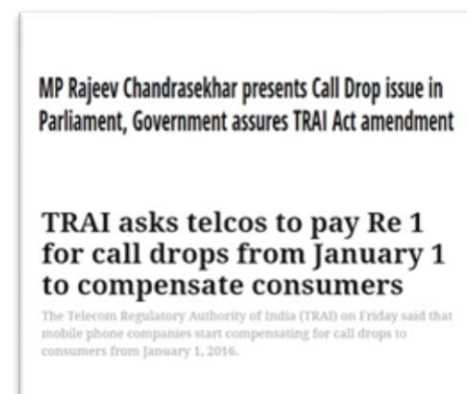 MP Rajeev Chandrasekhar presents Call Drop issue in
Parliament, Government assures TRAI Act amendment
TRAI asks telcos to pay Re 1
for call drops from January 1
to compensate consumers
The Telecom Regulatory Authority of India (TRAI) on Friday said that
mobile phone companies start compensating for call drops to
consumers from January 1, 2016.